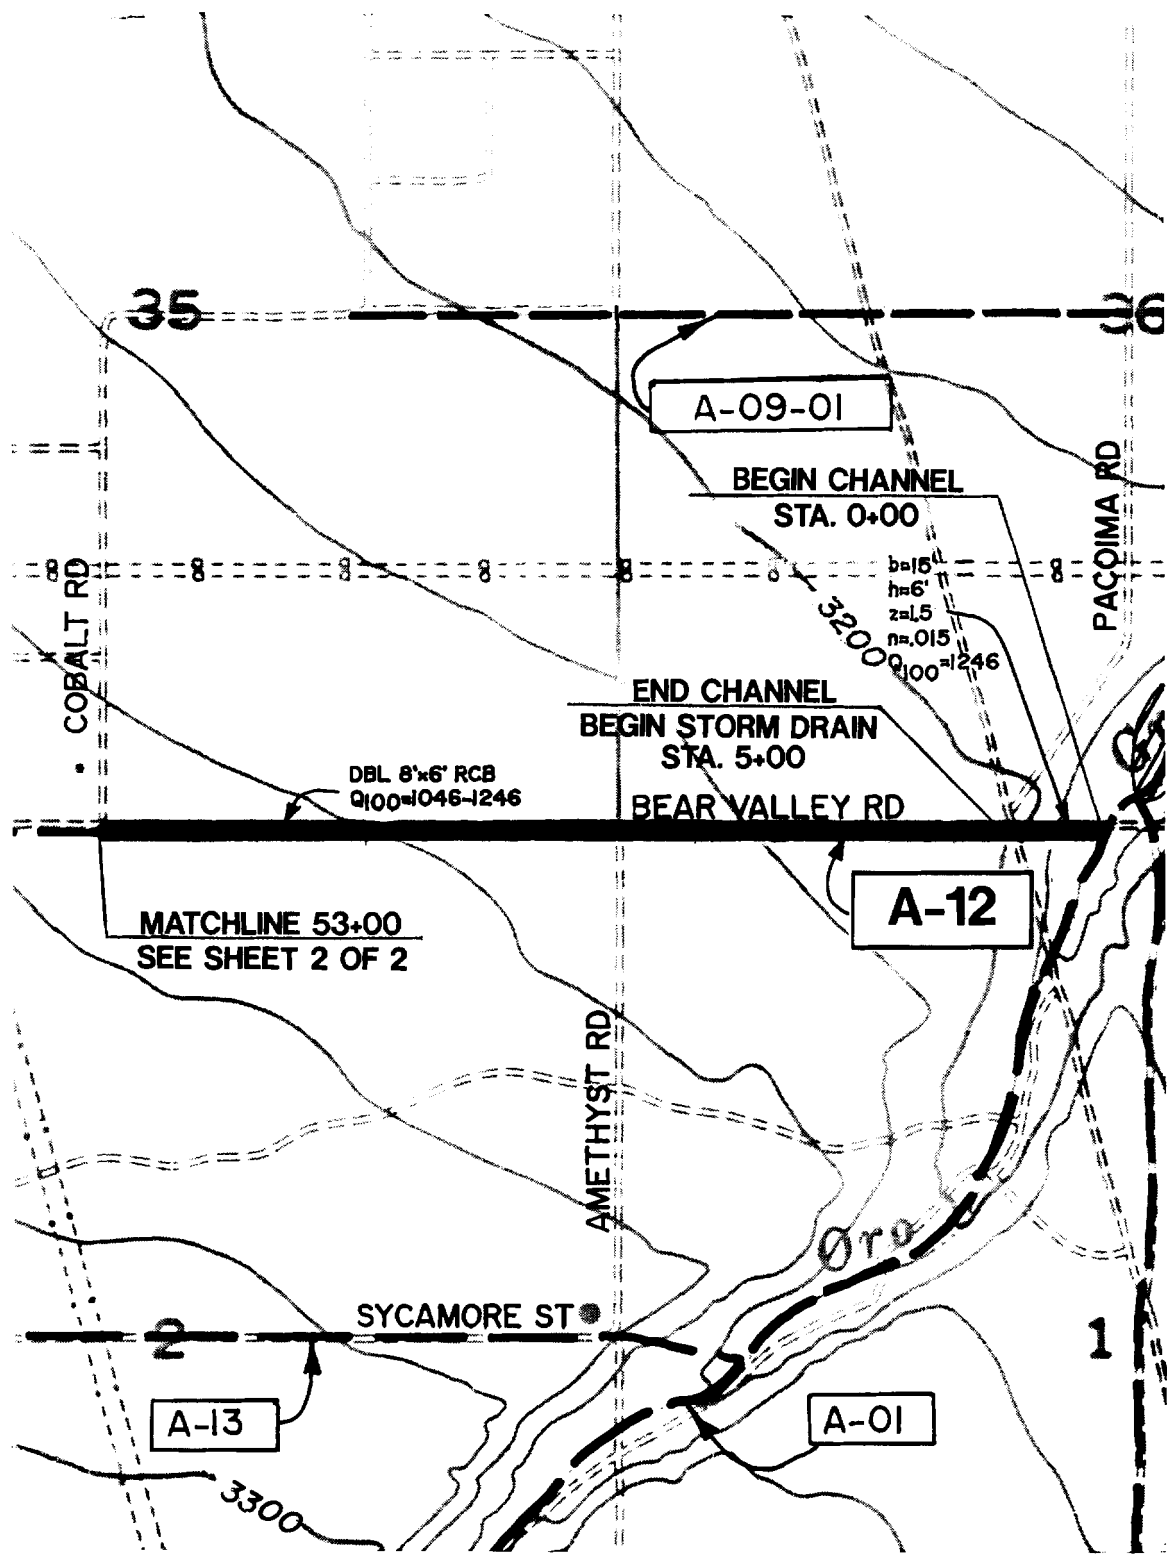 35
36
A-09-01
PACOIMA RD
BEGIN CHANNEL
STA. 0+00
COBALT RD
b=15'
h=6'
z=1.5
n=.015
Q100=1246
3200
END CHANNEL
BEGIN STORM DRAIN
STA. 5+00
DBL 8'x6' RCB
Q100=1046-1246
BEAR VALLEY RD
A-12
MATCHLINE 53+00
SEE SHEET 2 OF 2
AMETHYST RD
Oro
SYCAMORE ST
2
1
A-13
A-01
3300